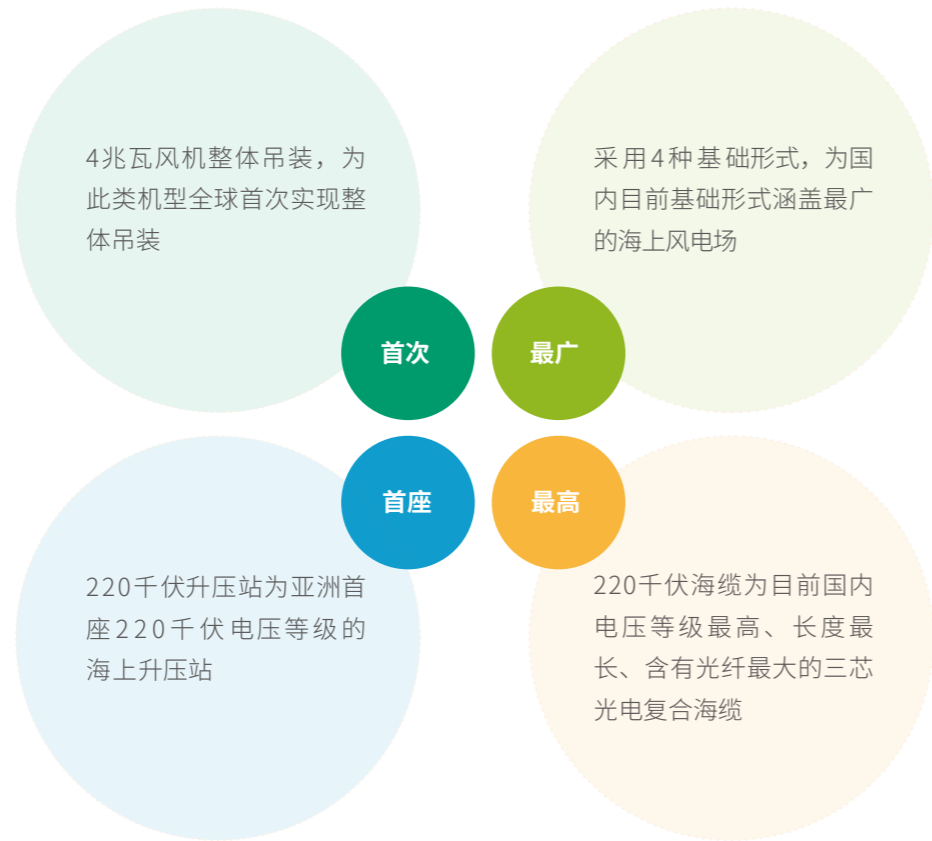 4兆瓦风机整体吊装，为
此类机型全球首次实现整
体吊装
采用4种基础形式，为国
内目前基础形式涵盖最广
的海上风电场
首次
最广
首座
最高
220千伏升压站为亚洲首
座220千伏电压等级的
海上升压站
220千伏海缆为目前国内
电压等级最高、长度最
长、含有光纤最大的三芯
光电复合海缆